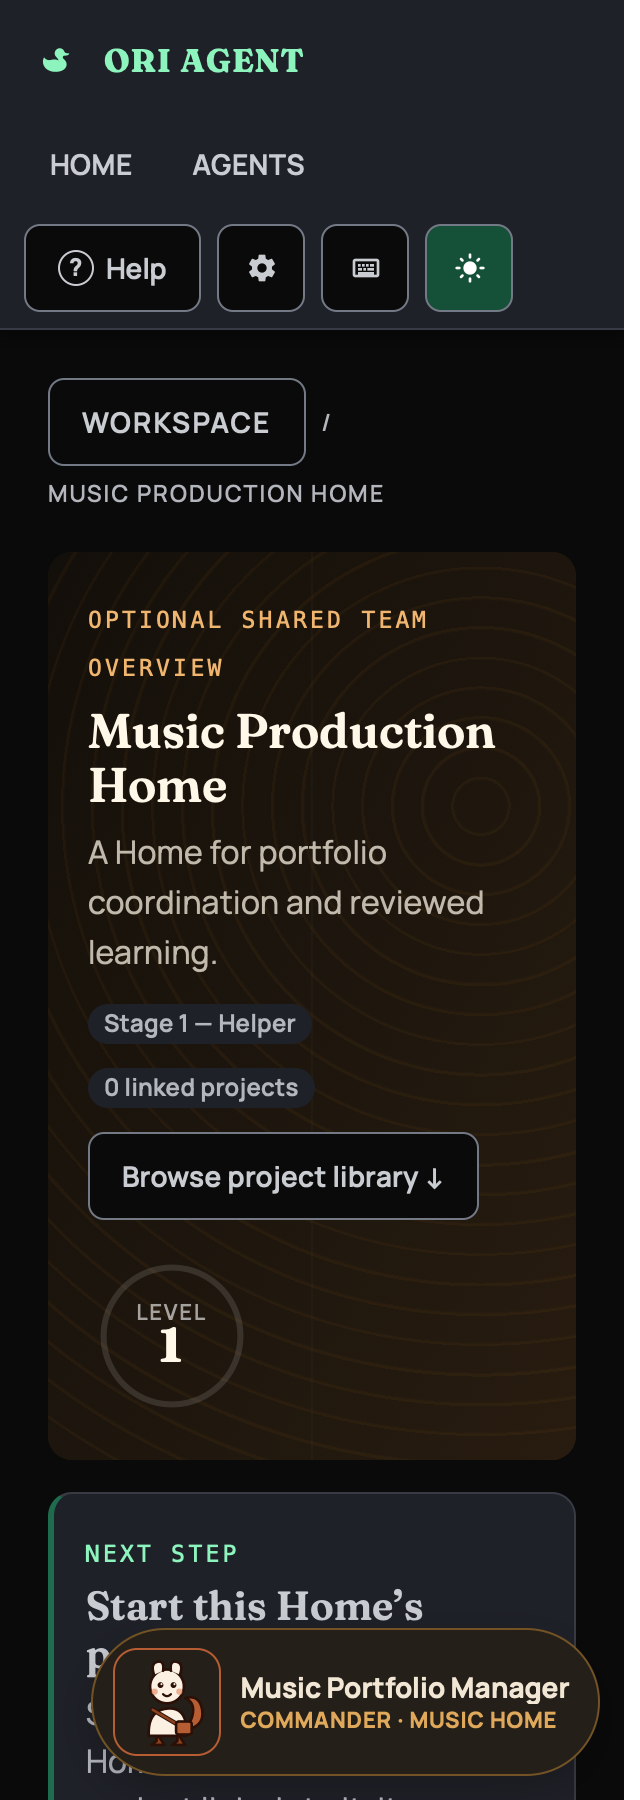 ORI AGENT
HOME AGENTS
? Help
WORKSPACE /
MUSIC PRODUCTION HOME
OPTIONAL SHARED TEAM
OVERVIEW
Music Production
Home
A Home for portfolio
coordination and reviewed
learning.
Stage 1 — Helper
0 linked projects
Browse project library ↓
LEVEL
1
NEXT STEP
Start this Home’s
Music Portfolio Manager
COMMANDER · MUSIC HOME